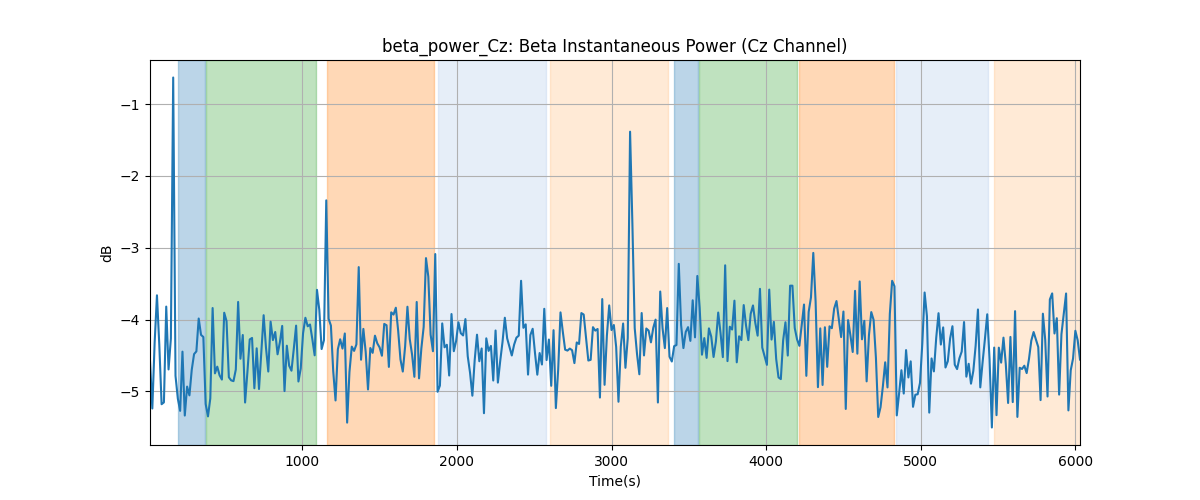 beta_power_Cz: Beta Instantaneous Power (Cz Channel)
−1
−2
−3
−4
−5
dB
1000 2000 3000 4000 5000 6000
Time(s)